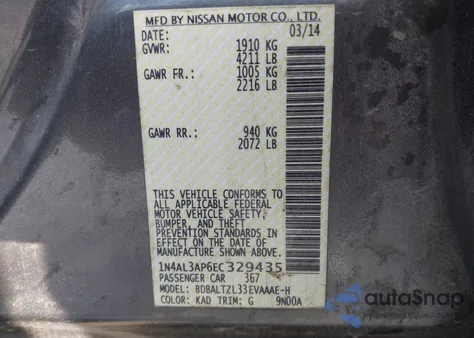 MFD BY NISSAN MOTOR CO., LTD.
DATE: 03/14
GVWR: 1910 KG
4211 LB
GAWR FR.: 1005 KG
2216 LB
GAWR RR.: 940 KG
2072 LB
THIS VEHICLE CONFORMS TO
ALL APPLICABLE FEDERAL
MOTOR VEHICLE SAFETY,
BUMPER, AND THEFT
PREVENTION STANDARDS IN
EFFECT ON THE DATE OF
MANUFACTURE.
1N4AL3AP6EC329435
PASSENGER CAR 367
MODEL: BDBALTZL33EVAAAE-H
COLOR: KAD TRIM: G 9N00A
autoSnap